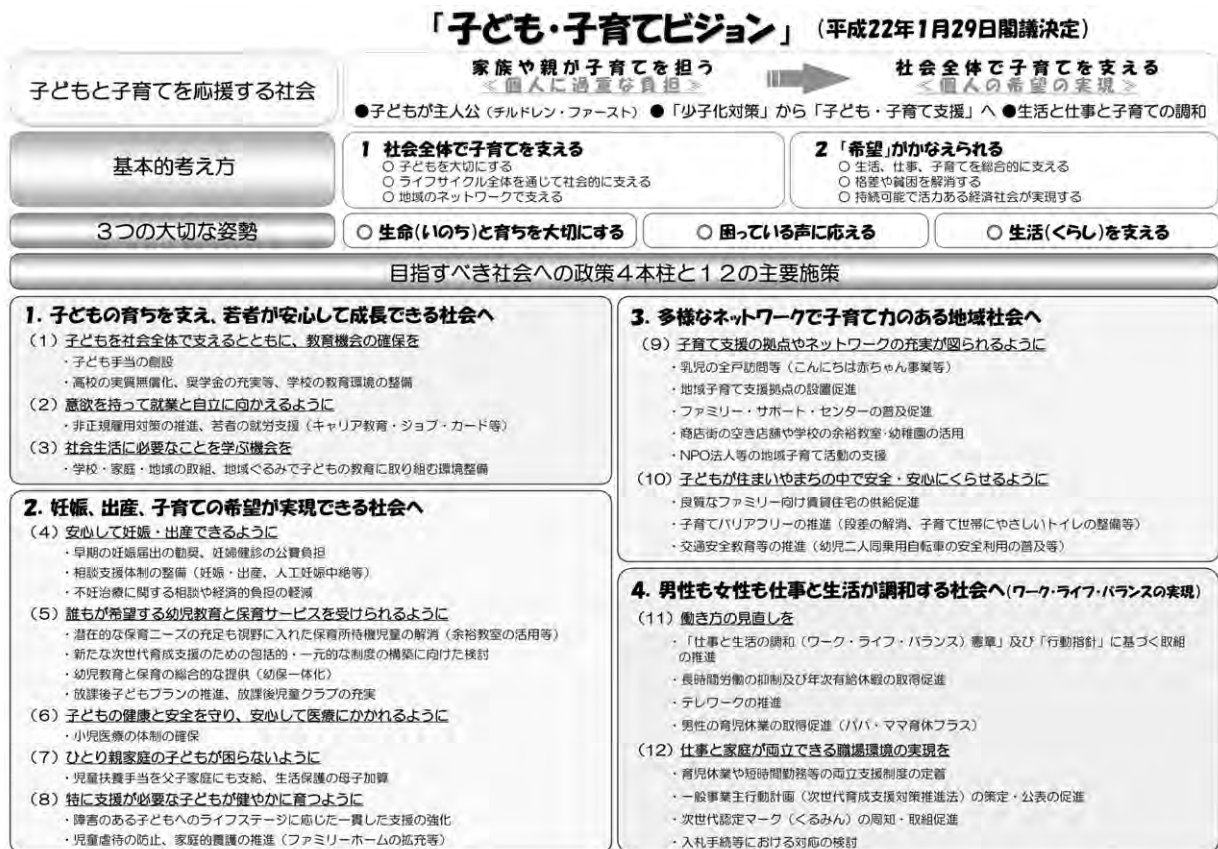 「子ども・子育てビジョン」(平成22年1月29日閣議決定)
子どもと子育てを応援する社会
家族や親が子育てを担う
≪個人に過重な負担≫
社会全体で子育てを支える
≪個人の希望の実現≫
●子どもが主人公(チルドレン・ファースト) ●「少子化対策」から「子ども・子育て支援」へ ●生活と仕事と子育ての調和
基本的考え方
1 社会全体で子育てを支える
○ 子どもを大切にする
○ ライフサイクル全体を通じて社会的に支える
○ 地域のネットワークで支える
2 「希望」がかなえられる
○ 生活、仕事、子育てを総合的に支える
○ 格差や貧困を解消する
○ 持続可能で活力ある経済社会が実現する
3つの大切な姿勢
○ 生命(いのち)と育ちを大切にする
○ 困っている声に応える
○ 生活(くらし)を支える
目指すべき社会への政策4本柱と12の主要施策
1. 子どもの育ちを支え、若者が安心して成長できる社会へ
(1)子どもを社会全体で支えるとともに、教育機会の確保を
・子ども手当の創設
・高校の実質無償化、奨学金の充実等、学校の教育環境の整備
(2)意欲を持って就業と自立に向かえるように
・非正規雇用対策の推進、若者の就労支援(キャリア教育・ジョブ・カード等)
(3)社会生活に必要なことを学ぶ機会を
・学校・家庭・地域の取組、地域ぐるみで子どもの教育に取り組む環境整備
2. 妊娠、出産、子育ての希望が実現できる社会へ
(4)安心して妊娠・出産できるように
・早期の妊娠届出の勧奨、妊婦健診の公費負担
・相談支援体制の整備(妊娠・出産、人工妊娠中絶等)
・不妊治療に関する相談や経済的負担の軽減
(5)誰もが希望する幼児教育と保育サービスを受けられるように
・潜在的な保育ニーズの充足も視野に入れた保育所待機児童の解消(余裕教室の活用等)
・新たな次世代育成支援のための包括的・一元的な制度の構築に向けた検討
・幼児教育と保育の総合的な提供(幼保一体化)
・放課後子どもプランの推進、放課後児童クラブの充実
(6)子どもの健康と安全を守り、安心して医療にかかれるように
・小児医療の体制の確保
(7)ひとり親家庭の子どもが困らないように
・児童扶養手当を父子家庭にも支給、生活保護の母子加算
(8)特に支援が必要な子どもが健やかに育つように
・障害のある子どもへのライフステージに応じた一貫した支援の強化
・児童虐待の防止、家庭的養護の推進(ファミリーホームの拡充等)
3. 多様なネットワークで子育て力のある地域社会へ
(9)子育て支援の拠点やネットワークの充実が図られるように
・乳児の全戸訪問等(こんにちは赤ちゃん事業等)
・地域子育て支援拠点の設置促進
・ファミリー・サポート・センターの普及促進
・商店街の空き店舗や学校の余裕教室・幼稚園の活用
・NPO法人等の地域子育て活動の支援
(10)子どもが住まいやまちの中で安全・安心にくらせるように
・良質なファミリー向け賃貸住宅の供給促進
・子育てバリアフリーの推進(段差の解消、子育て世帯にやさしいトイレの整備等)
・交通安全教育等の推進(幼児二人同乗用自転車の安全利用の普及等)
4. 男性も女性も仕事と生活が調和する社会へ(ワーク・ライフ・バランスの実現)
(11)働き方の見直しを
・「仕事と生活の調和(ワーク・ライフ・バランス)憲章」及び「行動指針」に基づく取組
の推進
・長時間労働の抑制及び年次有給休暇の取得促進
・テレワークの推進
・男性の育児休業の取得促進(パパ・ママ育休プラス)
(12)仕事と家庭が両立できる職場環境の実現を
・育児休業や短時間勤務等の両立支援制度の定着
・一般事業主行動計画(次世代育成支援対策推進法)の策定・公表の促進
・次世代認定マーク(くるみん)の周知・取組促進
・入札手続等における対応の検討